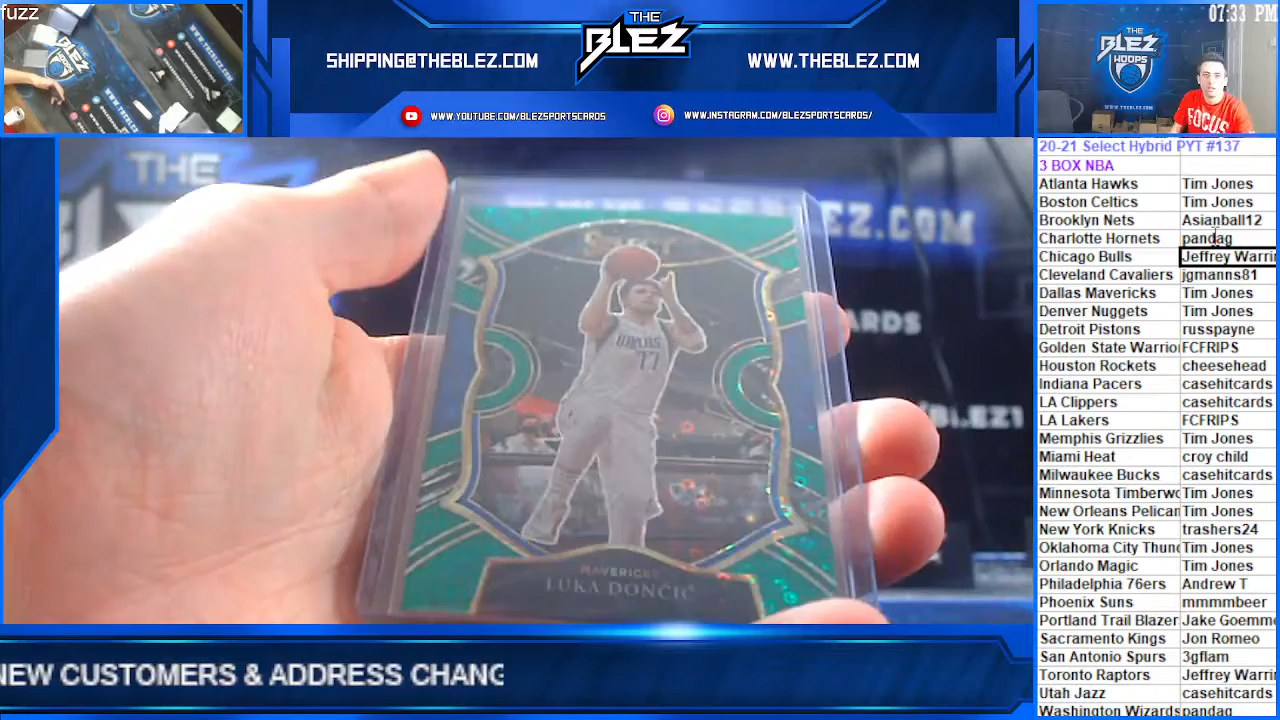 fuzz
THE
BLEZ
SHIPPING@THEBLEZ.COM
WWW.THEBLEZ.COM
WWW.YOUTUBE.COM/BLEZSPORTSCARDS
WWW.INSTAGRAM.COM/BLEZSPORTSCARDS/
07:33 PM
THE
BLEZ
HOOPS
FOCUS
THE
EZ.COM
ARDS
SELECT
MAVERICKS
LUKA DONČIĆ
77
20-21 Select Hybrid PYT #137
3 BOX NBA
Atlanta Hawks Tim Jones
Boston Celtics Tim Jones
Brooklyn Nets Asianball12
Charlotte Hornets pandag
Chicago Bulls Jeffrey Warri
Cleveland Cavaliers jgmanns81
Dallas Mavericks Tim Jones
Denver Nuggets Tim Jones
Detroit Pistons russpayne
Golden State Warrio FCFRIPS
Houston Rockets cheesehead
Indiana Pacers casehitcards
LA Clippers casehitcards
LA Lakers FCFRIPS
Memphis Grizzlies Tim Jones
Miami Heat croy child
Milwaukee Bucks casehitcards
Minnesota Timberwo Tim Jones
New Orleans Pelican Tim Jones
New York Knicks trashers24
Oklahoma City Thund Tim Jones
Orlando Magic Tim Jones
Philadelphia 76ers Andrew T
Phoenix Suns mmmmbeer
Portland Trail Blazer Jake Goemme
Sacramento Kings Jon Romeo
San Antonio Spurs 3gflam
Toronto Raptors Jeffrey Warri
Utah Jazz casehitcards
Washington Wizards pandag
NEW CUSTOMERS & ADDRESS CHANG